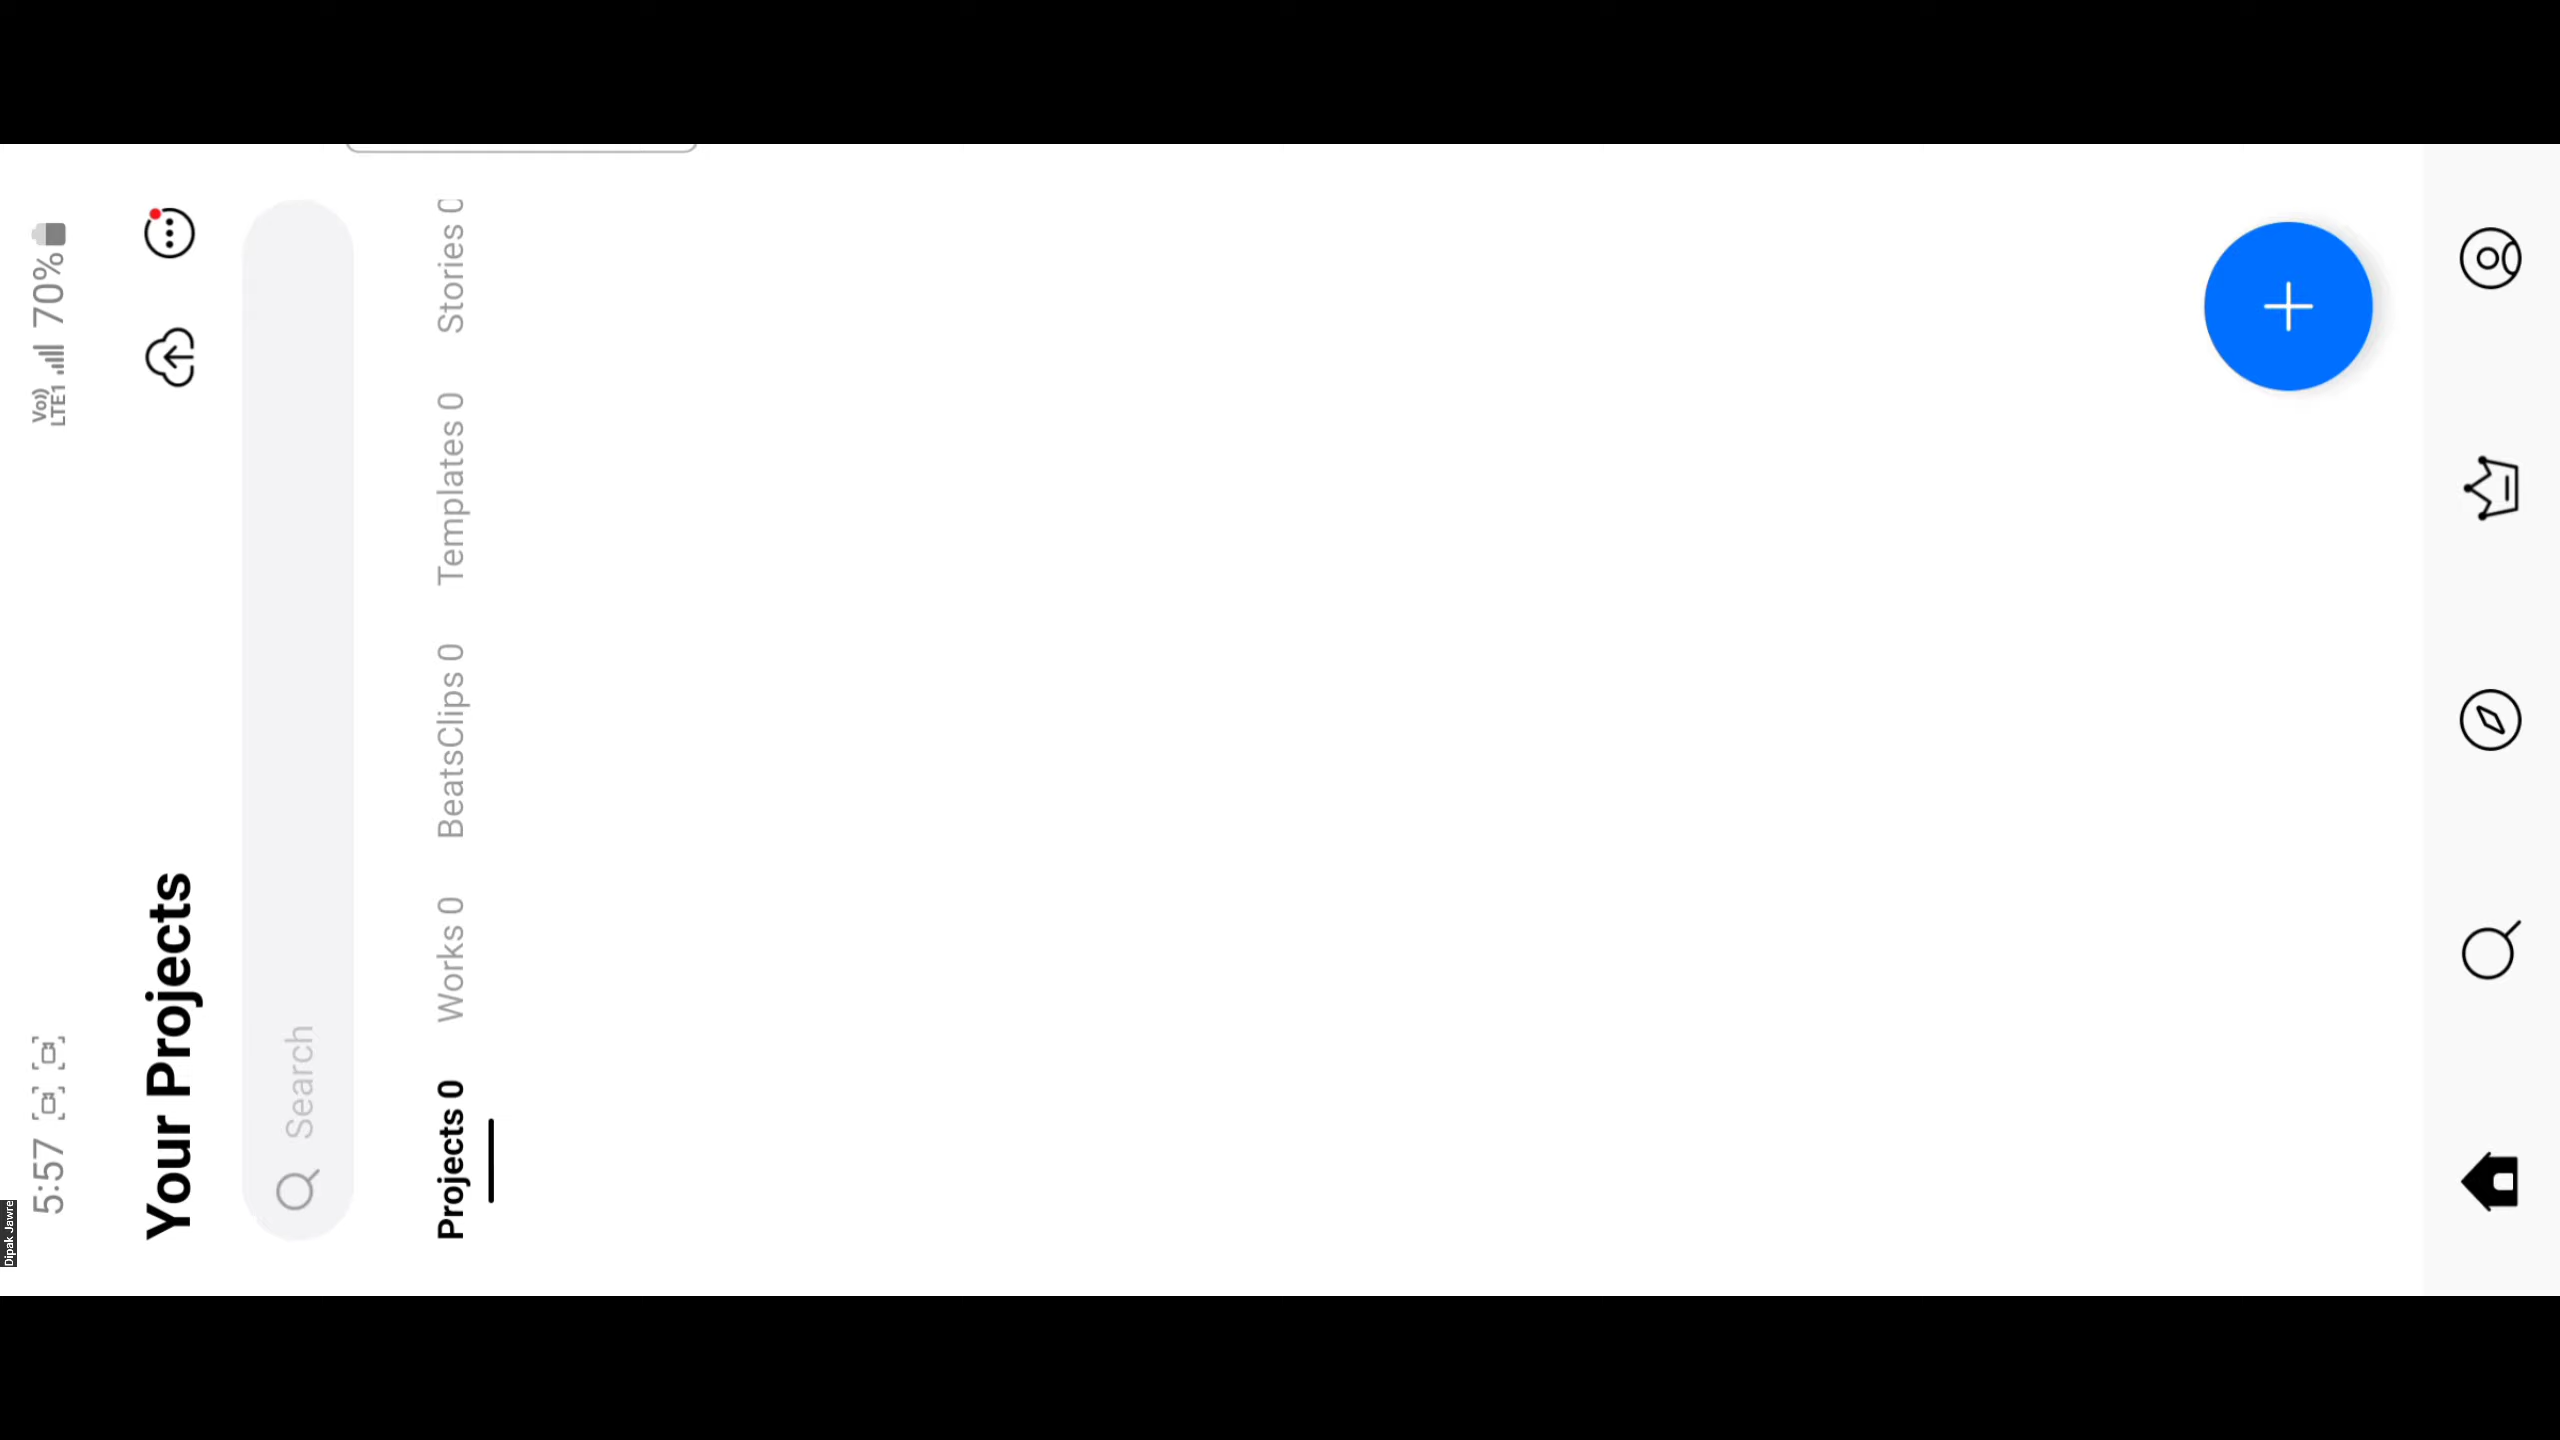 5:57 Vo)) LTE1 70%
Your Projects
Search
Projects 0 Works 0 BeatsClips 0 Templates 0 Stories 0
Dipak Jawre